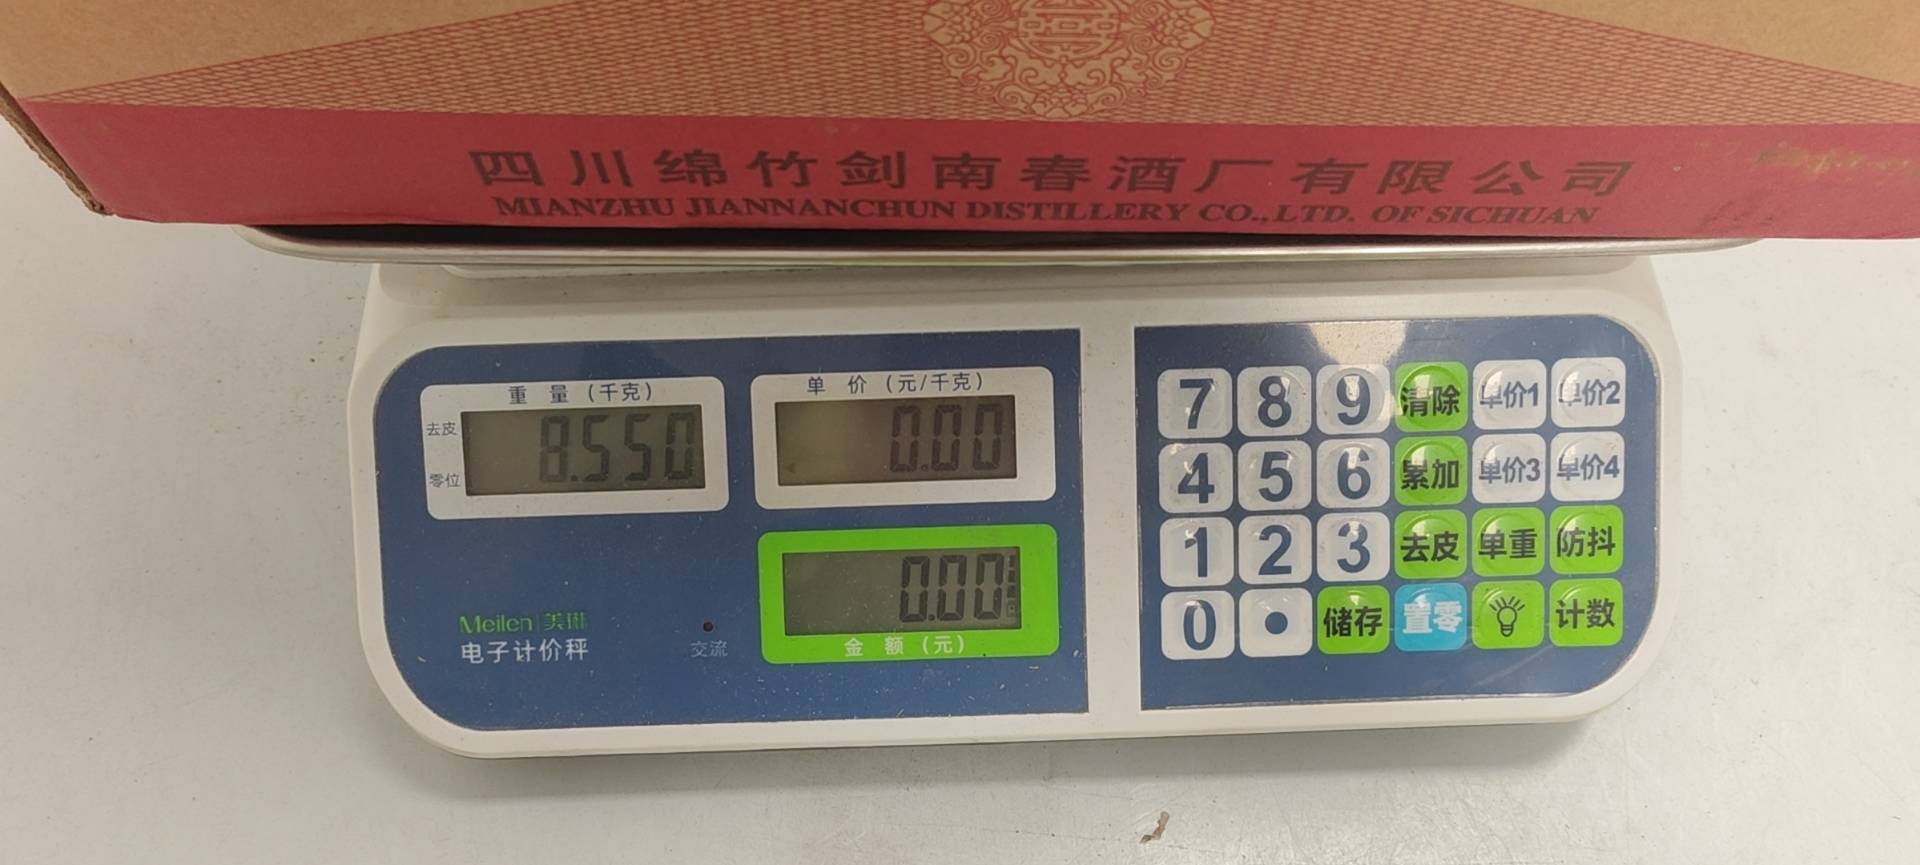 四川绵竹剑南春酒厂有限公司
MIANZHU JIANNANCHUN DISTILLERY CO.,LTD. OF SICHUAN
重 量 (千克)
去皮
零位
8.550
单 价 (元/千克)
0.00
0.00
金 额 (元)
Meilen 美琳
电子计价秤
交流
7 8 9 清除 单价1 单价2
4 5 6 累加 单价3 单价4
1 2 3 去皮 单重 防抖
0 • 储存 置零 计数